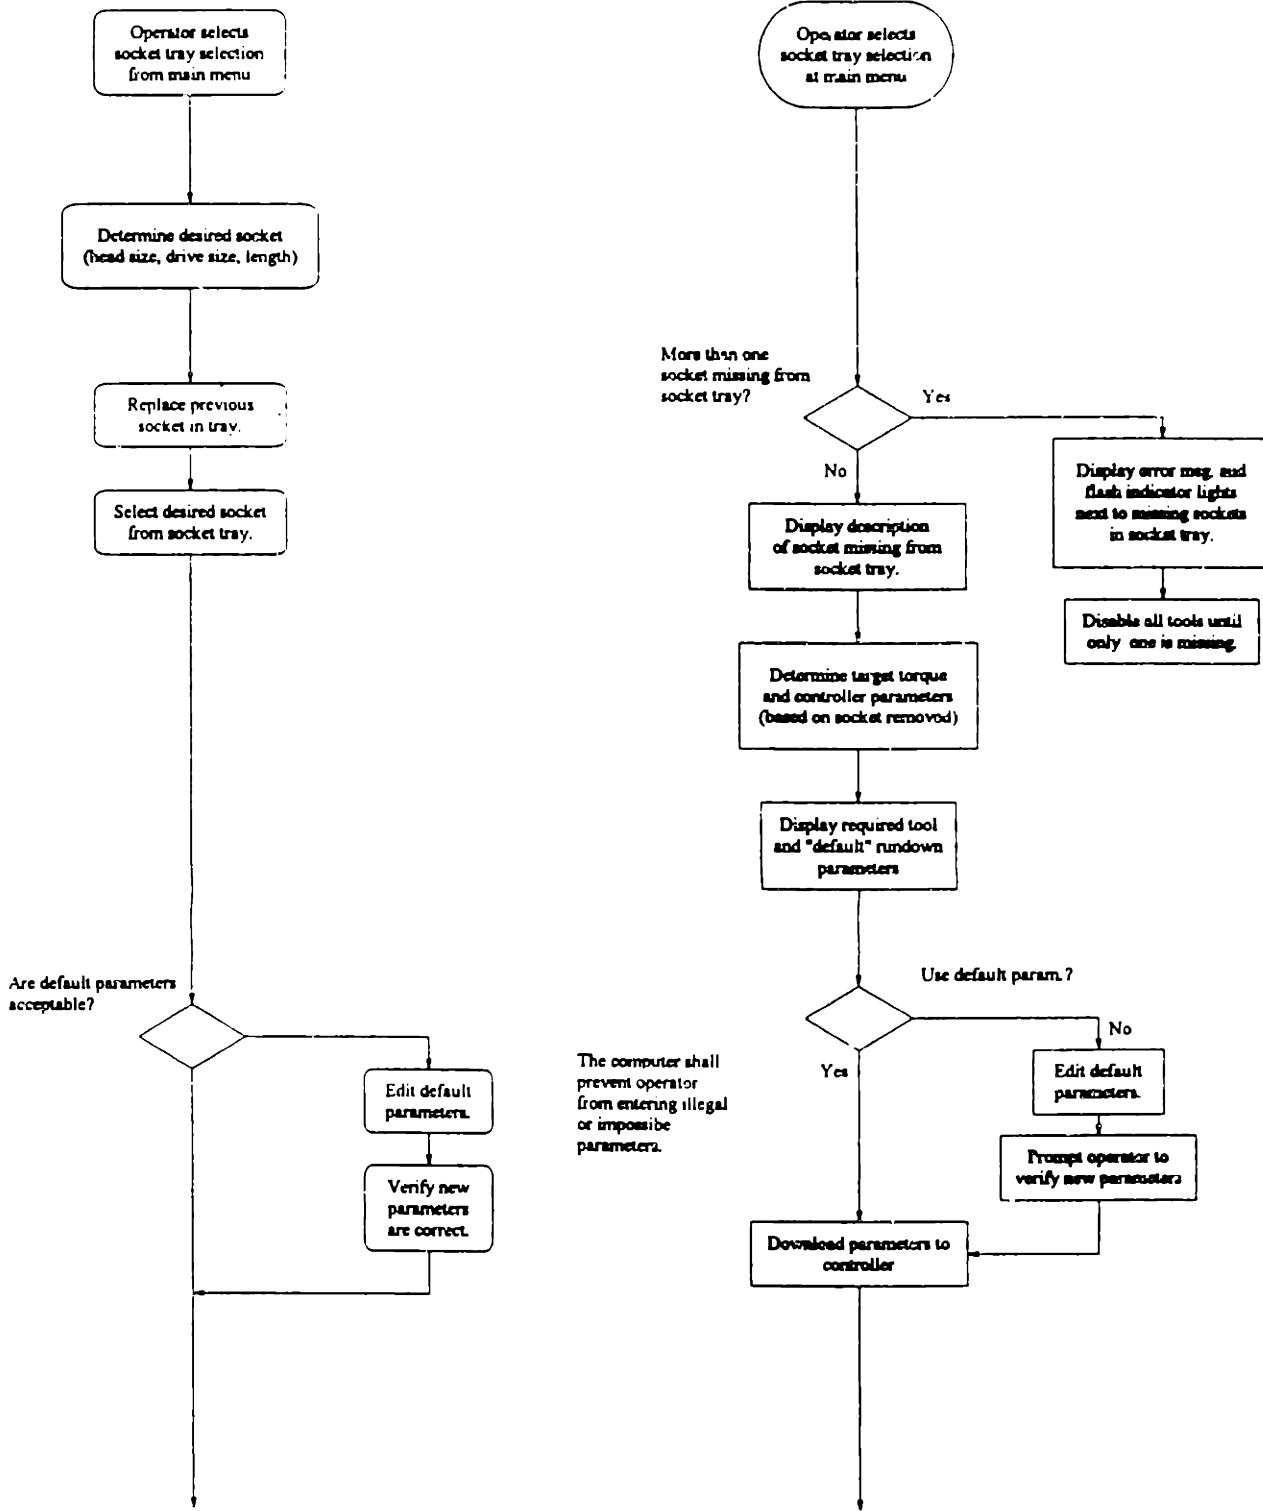 Operator selects
socket tray selection
from main menu
Determine desired socket
(head size, drive size, length)
Replace previous
socket in tray.
Select desired socket
from socket tray.
Are default parameters
acceptable?
Edit default
parameters.
Verify new
parameters
are correct.
Operator selects
socket tray selection
at main menu
More than one
socket missing from
socket tray?
Yes
No
Display error msg. and
flash indicator lights
next to missing sockets
in socket tray.
Disable all tools until
only one is missing.
Display description
of socket missing from
socket tray.
Determine target torque
and controller parameters
(based on socket removed)
Display required tool
and "default" rundown
parameters
Use default param.?
No
Yes
The computer shall
prevent operator
from entering illegal
or impossibe
parameters.
Edit default
parameters.
Prompt operator to
verify new parameters
Download parameters to
controller